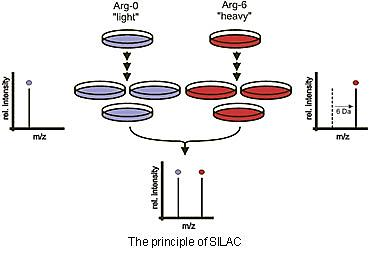 Arg-0
"light"
Arg-6
"heavy"
rel. intensity
m/z
rel. intensity
6 Da
m/z
rel. intensity
m/z
The principle of SILAC